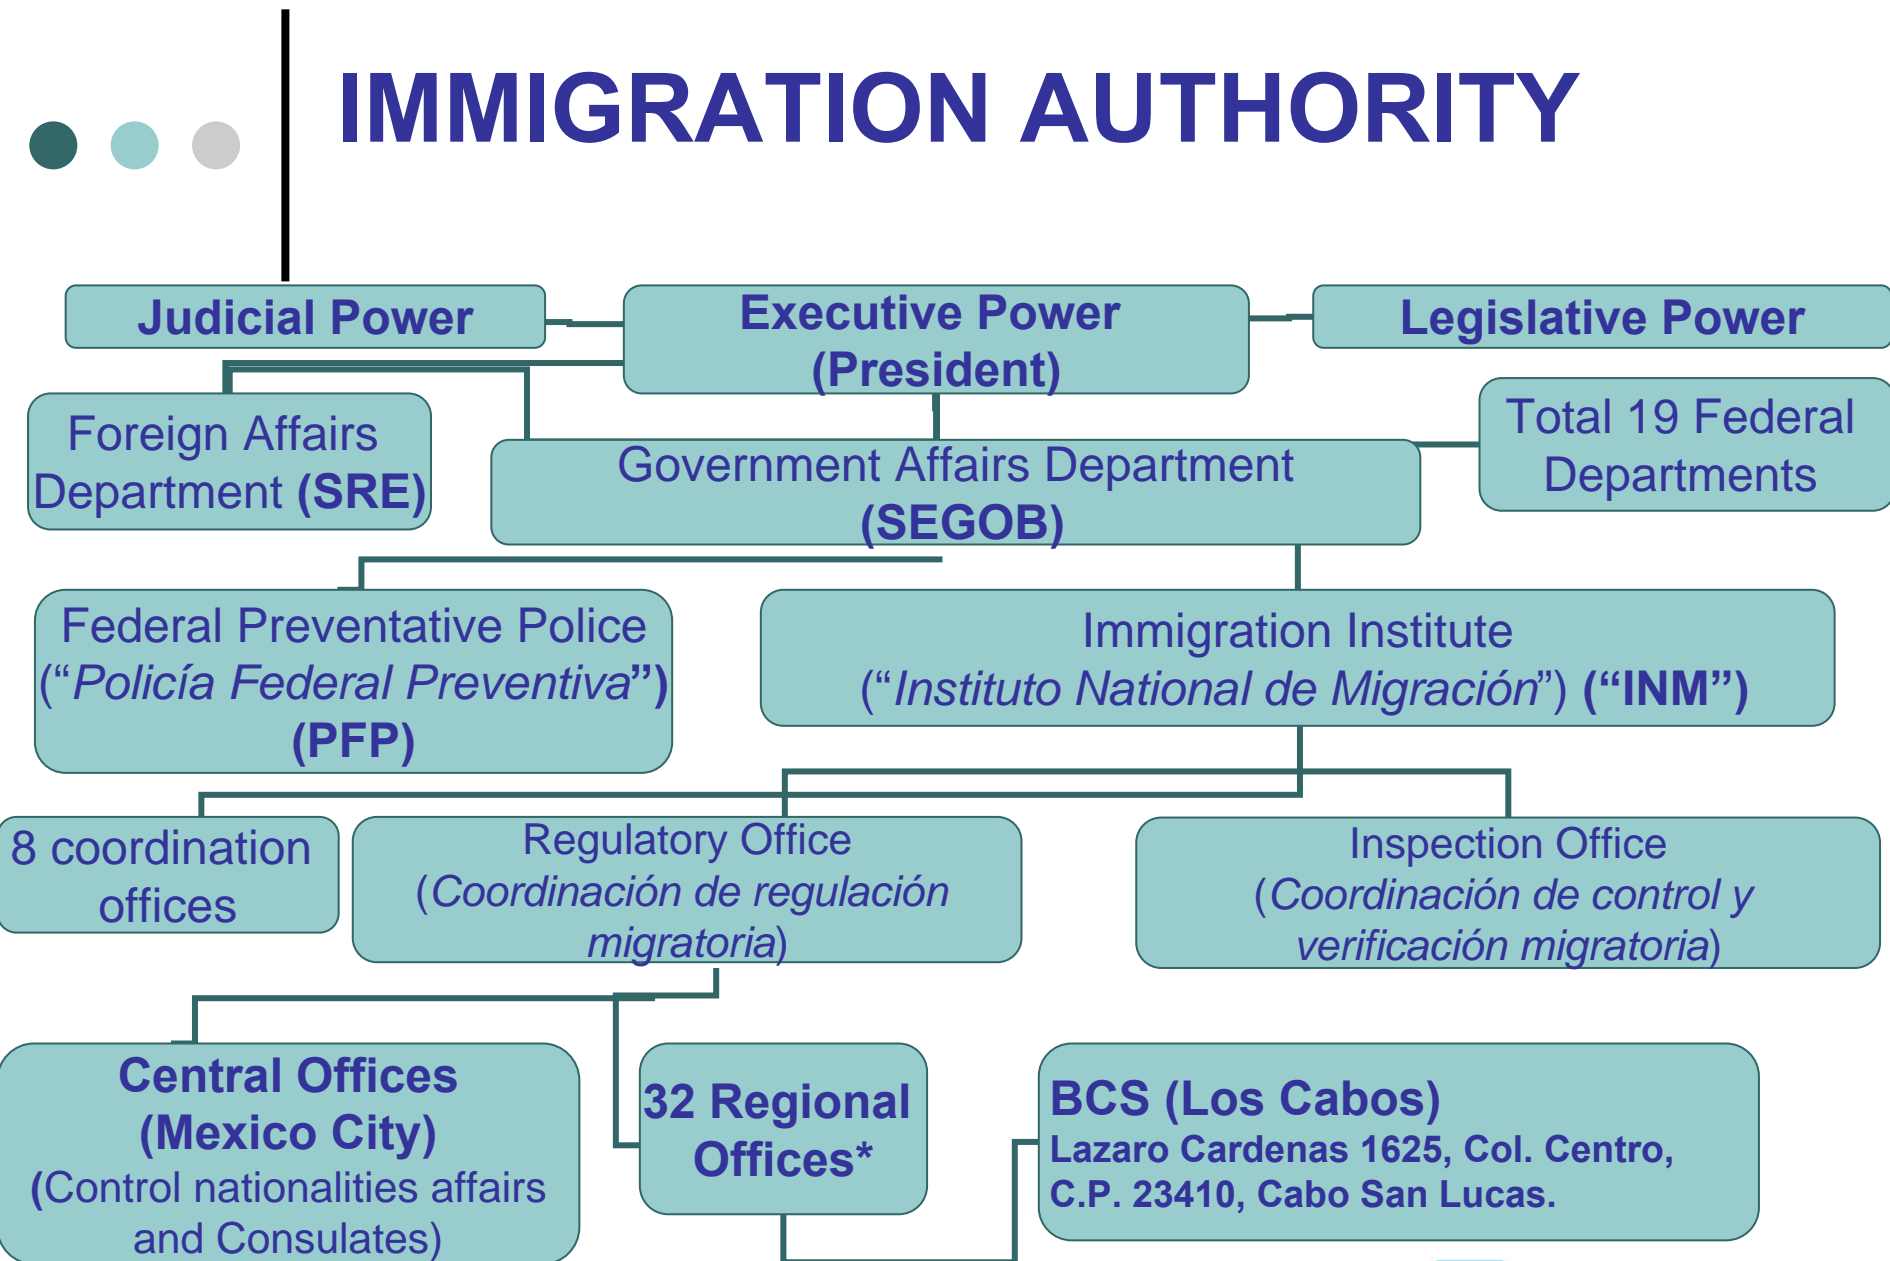 IMMIGRATION AUTHORITY
Judicial Power
Executive Power
(President)
Legislative Power
Foreign Affairs
Department (SRE)
Government Affairs Department
(SEGOB)
Total 19 Federal
Departments
Federal Preventative Police
(“Policía Federal Preventiva”)
(PFP)
Immigration Institute
(“Instituto National de Migración”) (“INM”)
8 coordination
offices
Regulatory Office
(Coordinación de regulación
migratoria)
Inspection Office
(Coordinación de control y
verificación migratoria)
Central Offices
(Mexico City)
(Control nationalities affairs
and Consulates)
32 Regional
Offices*
BCS (Los Cabos)
Lazaro Cardenas 1625, Col. Centro,
C.P. 23410, Cabo San Lucas.